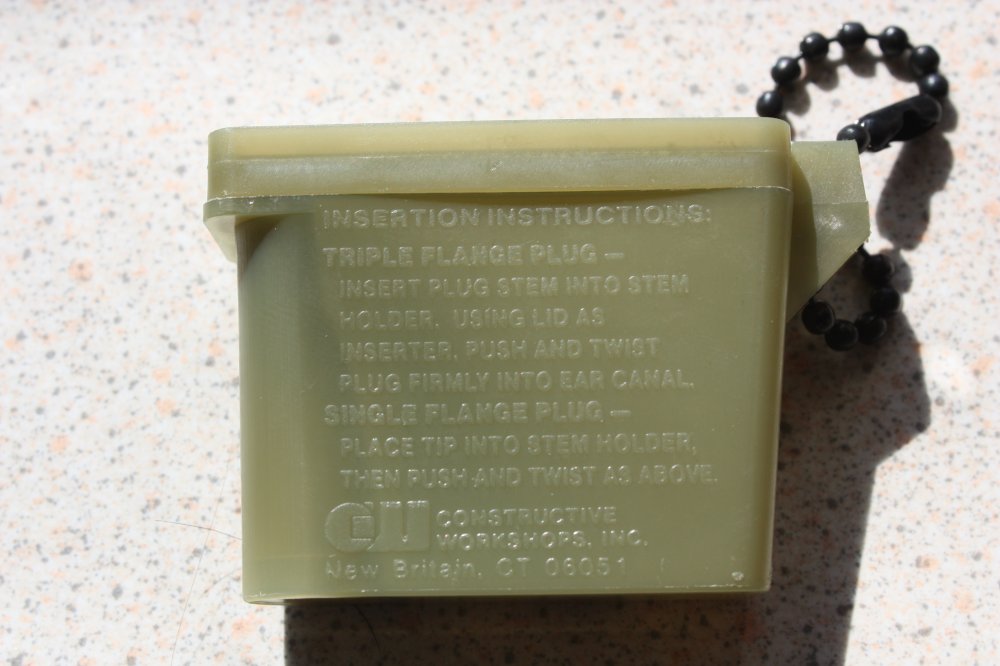 INSERTION INSTRUCTIONS:
TRIPLE FLANGE PLUG —
INSERT PLUG STEM INTO STEM
HOLDER. USING LID AS
INSERTER, PUSH AND TWIST
PLUG FIRMLY INTO EAR CANAL.
SINGLE FLANGE PLUG —
PLACE TIP INTO STEM HOLDER,
THEN PUSH AND TWIST AS ABOVE.
CONSTRUCTIVE
WORKSHOPS, INC.
New Britain, CT 06051